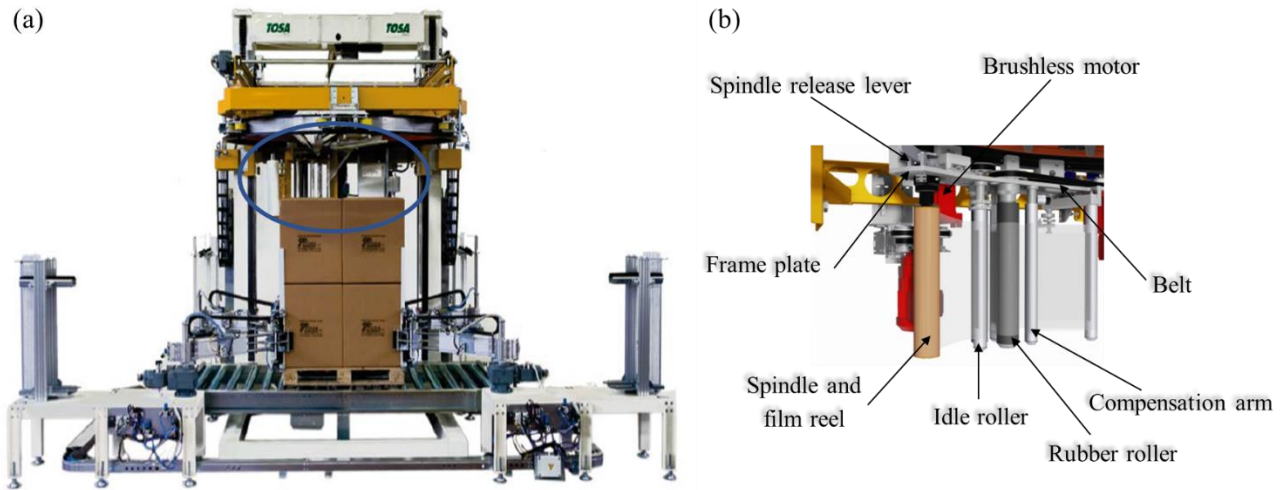 (a)
TOSA
TOSA
(b)
Brushless motor
Spindle release lever
Frame plate
Belt
Spindle and
film reel
Idle roller
Compensation arm
Rubber roller